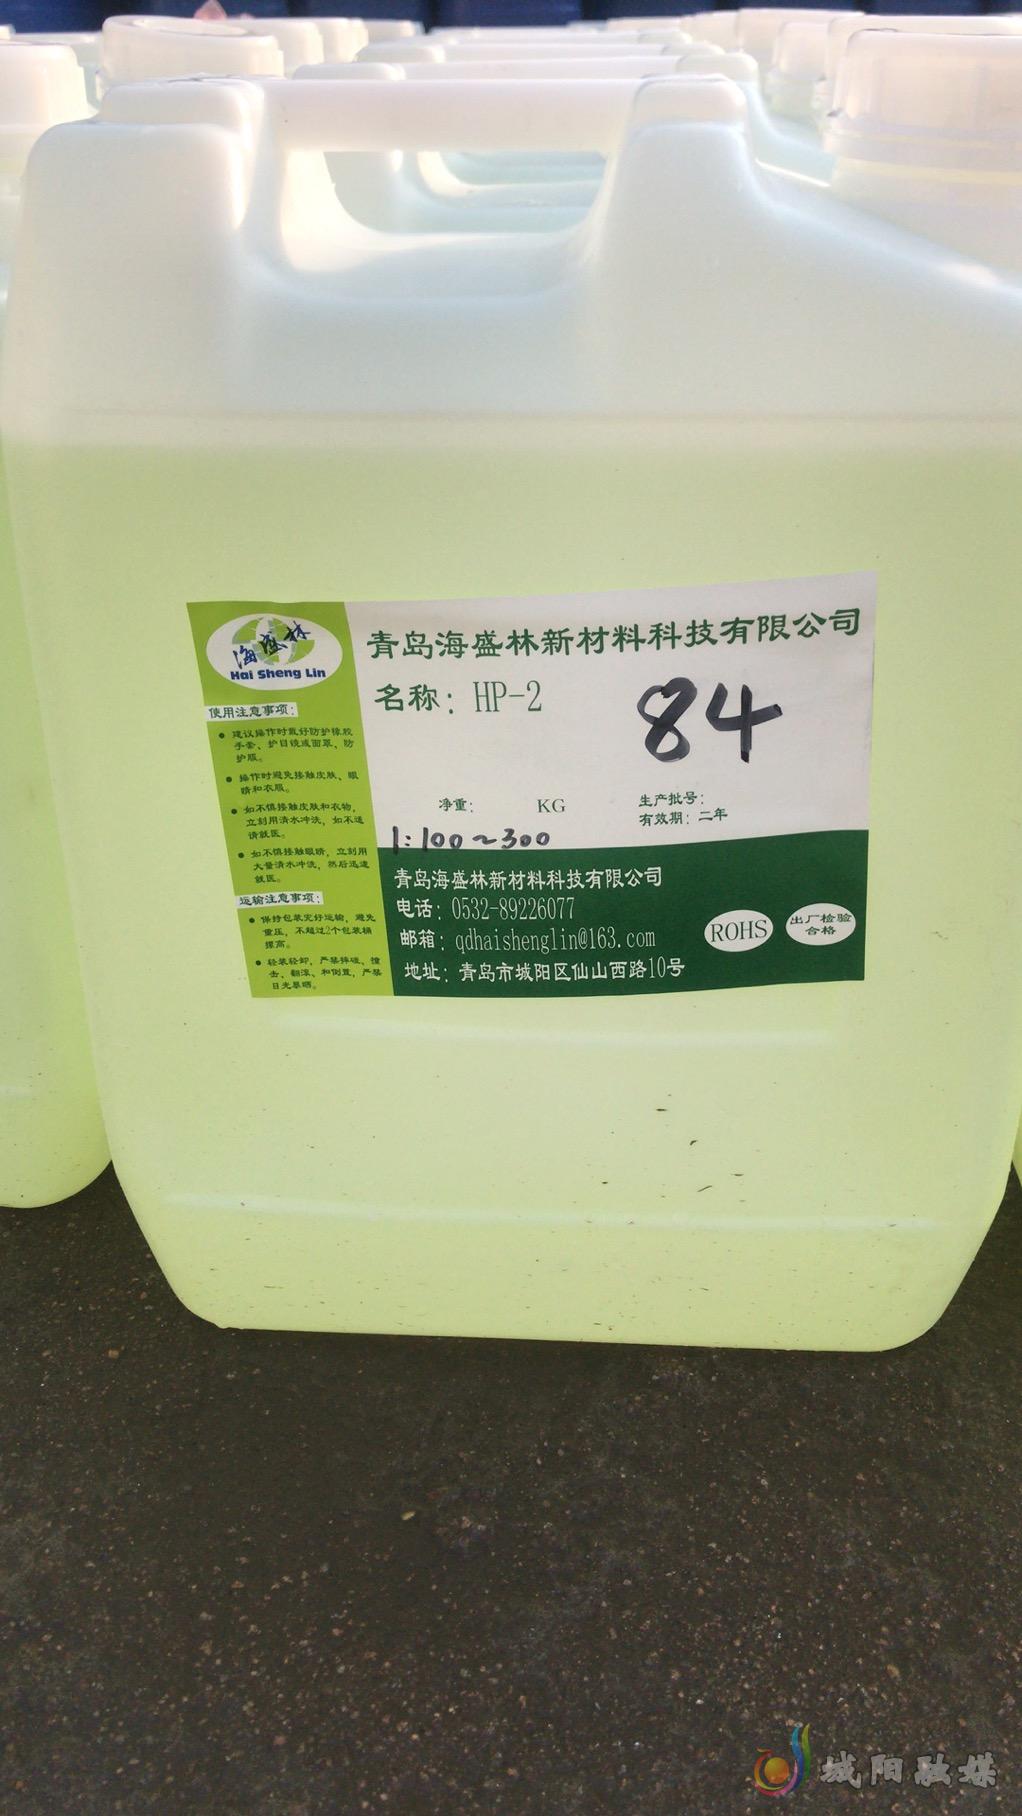 海盛林
Hai Sheng Lin
青岛海盛林新材料科技有限公司
名称：HP-2
84
净重： KG
生产批号：
有效期：二年
1:100~300
使用注意事项：
●建议操作时戴好防护橡胶
手套、护目镜或面罩、防
护服。
●操作时避免接触皮肤、眼
睛和衣服。
●如不慎接触皮肤和衣物，
立刻用清水冲洗，如不适
请就医。
●如不慎接触眼睛，立刻用
大量清水冲洗，然后迅速
就医。
运输注意事项：
●保持包装完好运输，避免
重压，不超过2个包装桶
摞高。
●轻装轻卸，严禁摔碰、撞
击、翻滚、和倒置，严禁
日光暴晒。
青岛海盛林新材料科技有限公司
电话：0532-89226077
邮箱：qdhaishenglin@163.com
地址：青岛市城阳区仙山西路10号
ROHS
出厂检验
合格
城阳融媒